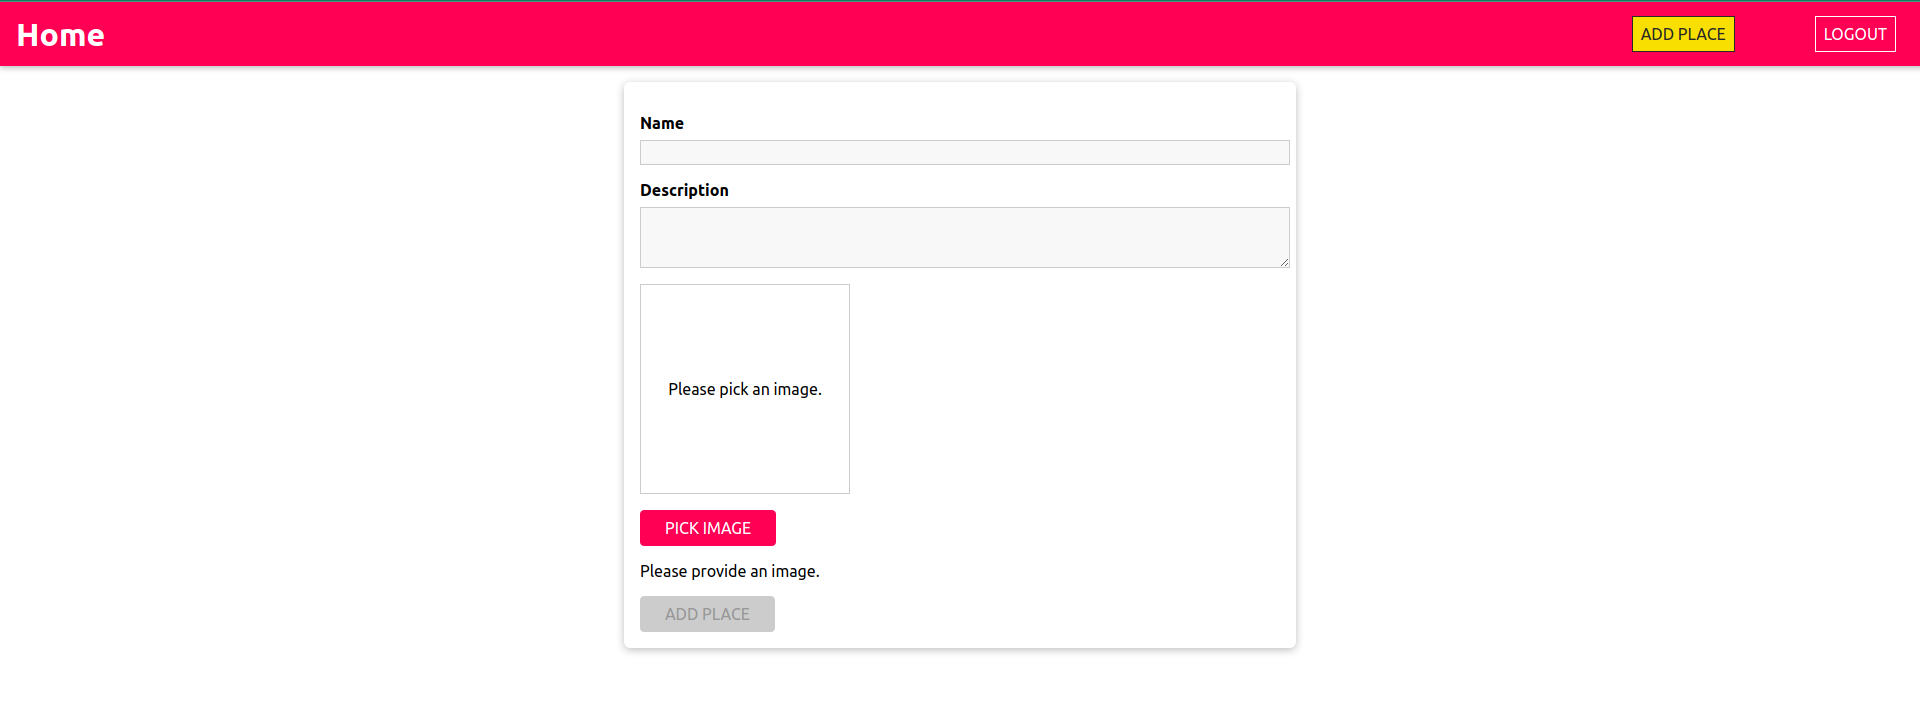 Home
ADD PLACE
LOGOUT
Name
Description
Please pick an image.
PICK IMAGE
Please provide an image.
ADD PLACE